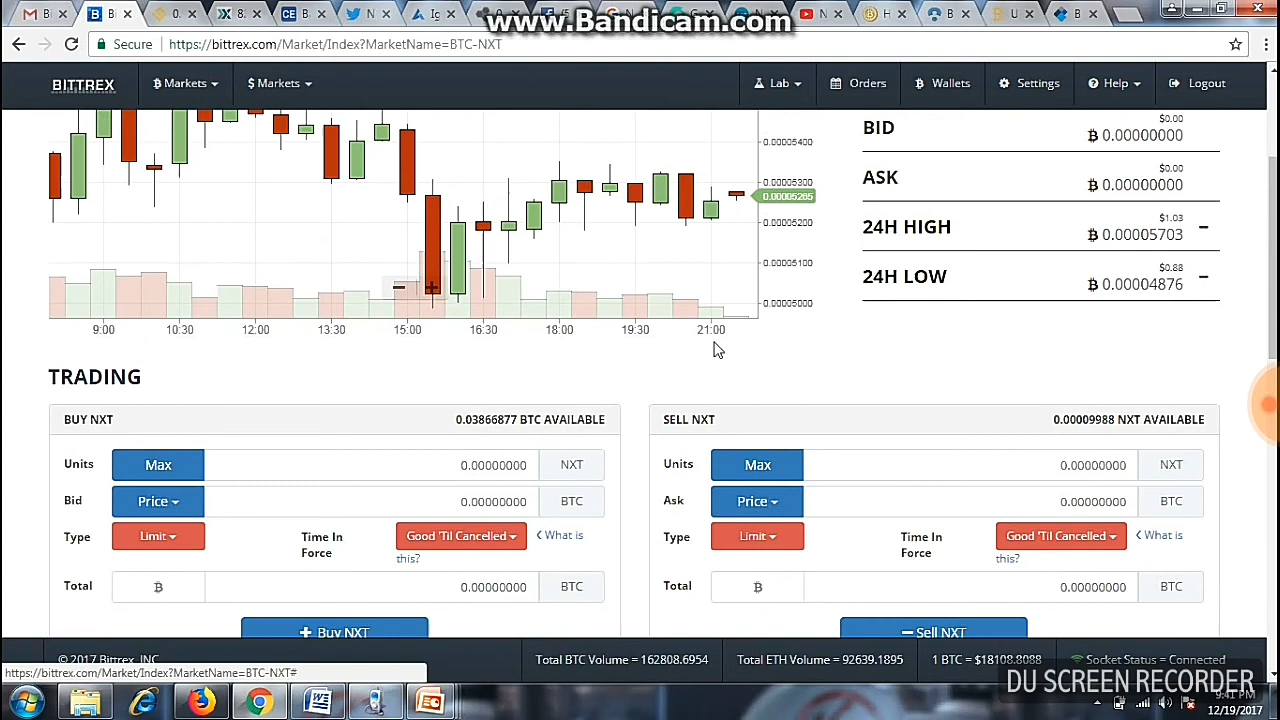 www.Bandicam.com
Secure https://bittrex.com/Market/Index?MarketName=BTC-NXT
BITTREX Markets $ Markets Lab Orders Wallets Settings Help Logout
BID $0.00 0.00000000
ASK $0.00 0.00000000
24H HIGH $1.03 0.00005703
24H LOW $0.88 0.00004876
0.00005400
0.00005300
0.00005265
0.00005200
0.00005100
0.00005000
9:00 10:30 12:00 13:30 15:00 16:30 18:00 19:30 21:00
TRADING
BUY NXT 0.03866877 BTC AVAILABLE
Units Max 0.00000000 NXT
Bid Price 0.00000000 BTC
Type Limit Time In Force Good 'Til Cancelled What is this?
Total 0.00000000 BTC
+ Buy NXT
SELL NXT 0.00009988 NXT AVAILABLE
Units Max 0.00000000 NXT
Ask Price 0.00000000 BTC
Type Limit Time In Force Good 'Til Cancelled What is this?
Total 0.00000000 BTC
− Sell NXT
© 2017 Bittrex, INC Total BTC Volume = 162808.6954 Total ETH Volume = 92639.1895 1 BTC = $18108.8088 Socket Status = Connected
https://bittrex.com/Market/Index?MarketName=BTC-NXT#
DU SCREEN RECORDER
9:41 PM
12/19/2017